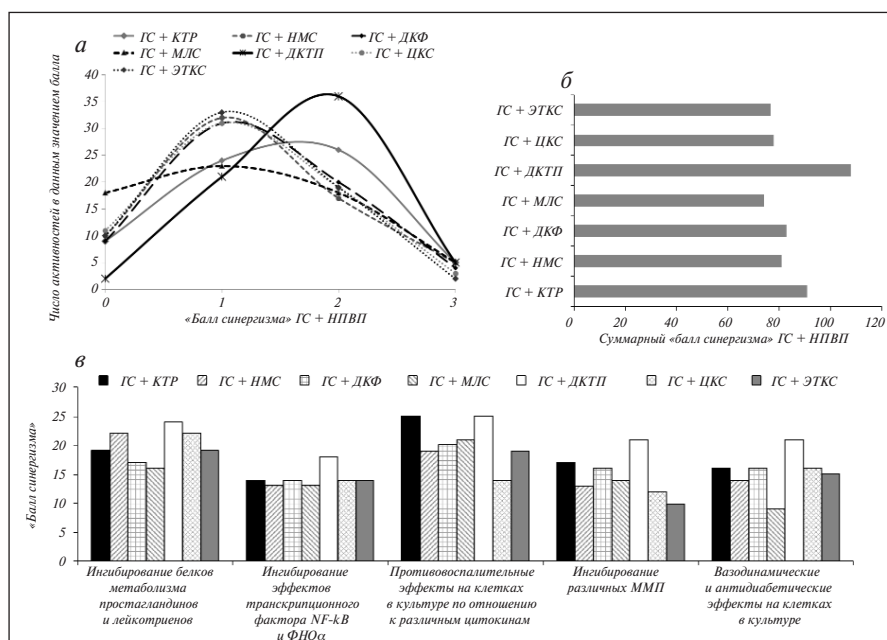 а
ГС + КТР
ГС + НМС
ГС + ДКФ
ГС + МЛС
ГС + ДКТП
ГС + ЦКС
ГС + ЭТКС
Число активностей в данным значением балла
40
35
30
25
20
15
10
5
0
0
1
2
3
«Балл синергизма» ГС + НПВП
б
ГС + ЭТКС
ГС + ЦКС
ГС + ДКТП
ГС + МЛС
ГС + ДКФ
ГС + НМС
ГС + КТР
0
20
40
60
80
100
120
Суммарный «балл синергизма» ГС + НПВП
в
ГС + КТР
ГС + НМС
ГС + ДКФ
ГС + МЛС
ГС + ДКТП
ГС + ЦКС
ГС + ЭТКС
«Балл синергизма»
30
25
20
15
10
5
0
Ингибирование белков
метаболизма
простагландинов
и лейкотриенов
Ингибирование
эффектов
транскрипционного
фактора NF-kB
и ФНОα
Противовоспалительные
эффекты на клетках
в культуре по отношению
к различным цитокинам
Ингибирование
различных ММП
Вазодинамические
и антидиабетические
эффекты на клетках
в культуре